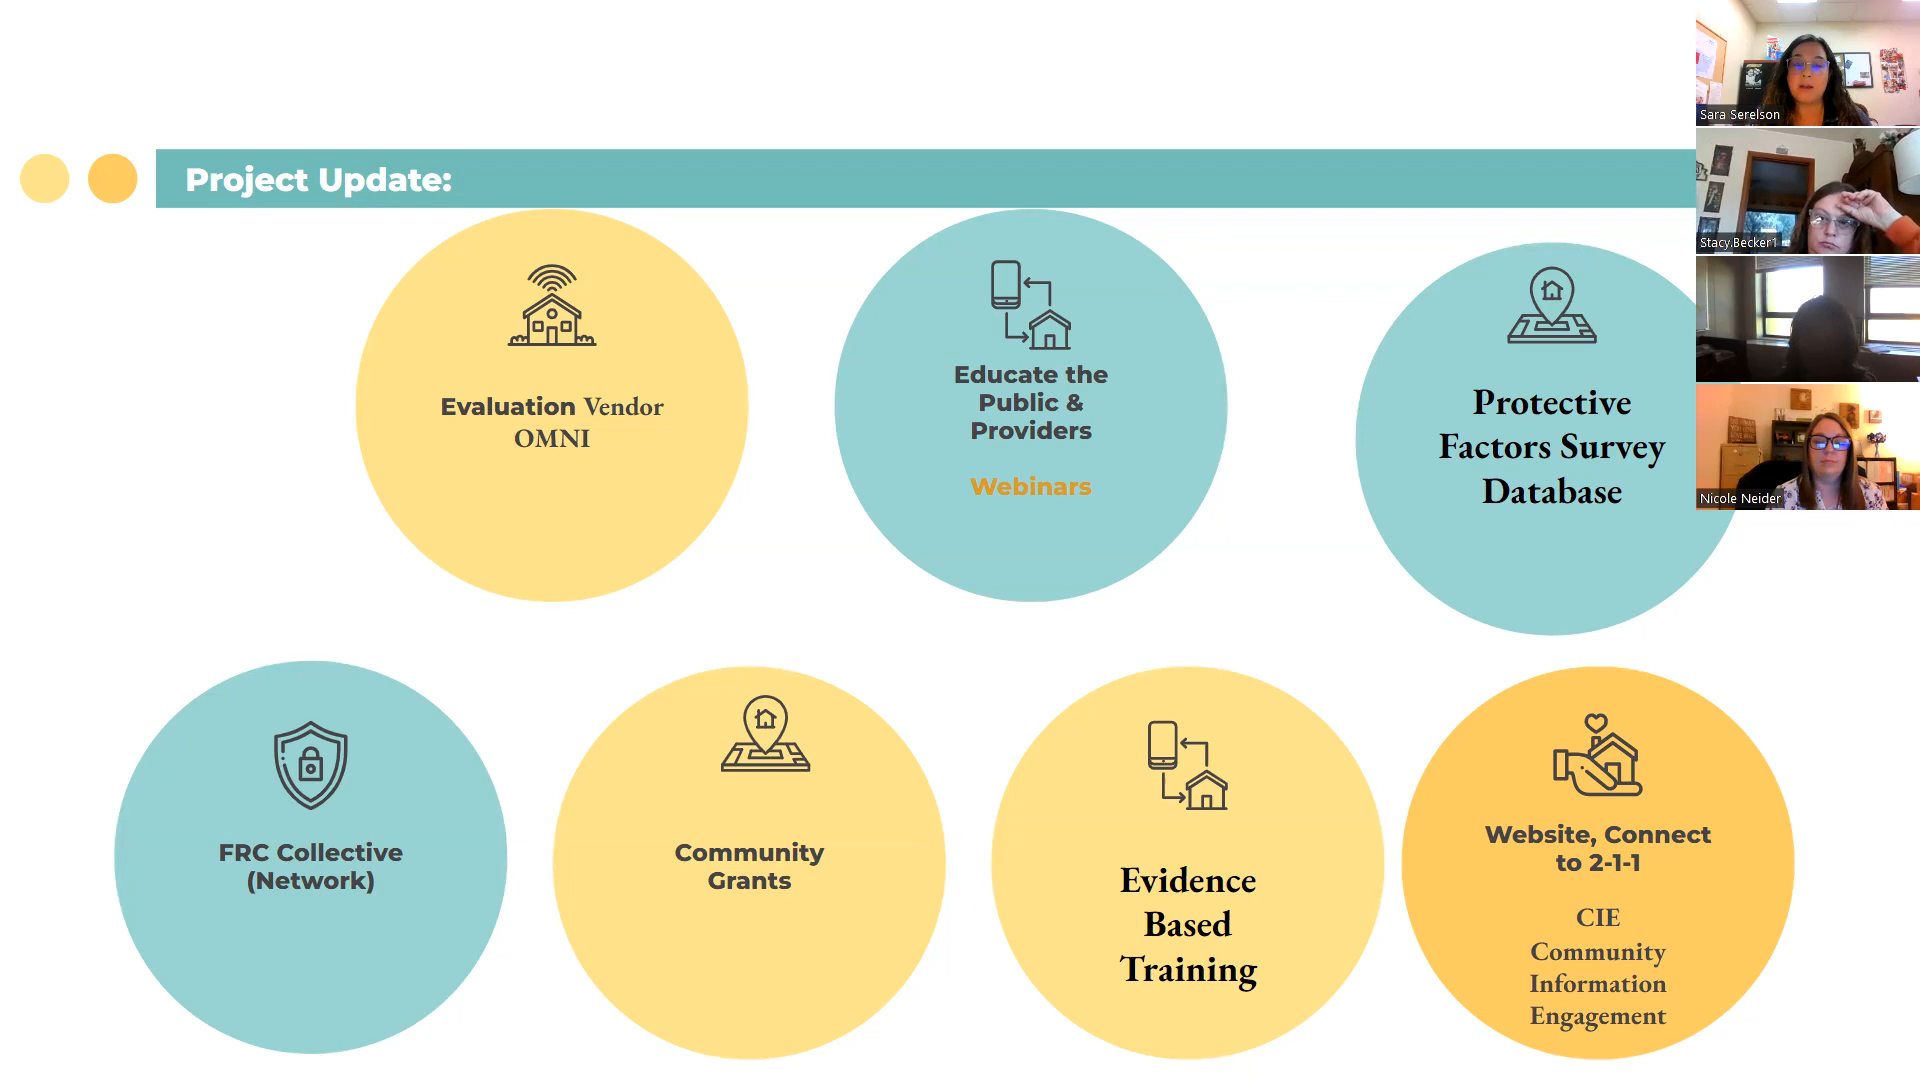 Project Update:
Evaluation Vendor
OMNI
Educate the
Public &
Providers
Webinars
Protective
Factors Survey
Database
FRC Collective
(Network)
Community
Grants
Evidence
Based
Training
Website, Connect
to 2-1-1
CIE
Community
Information
Engagement
Sara Serelson
Stacy.Becker1
Nicole Neider